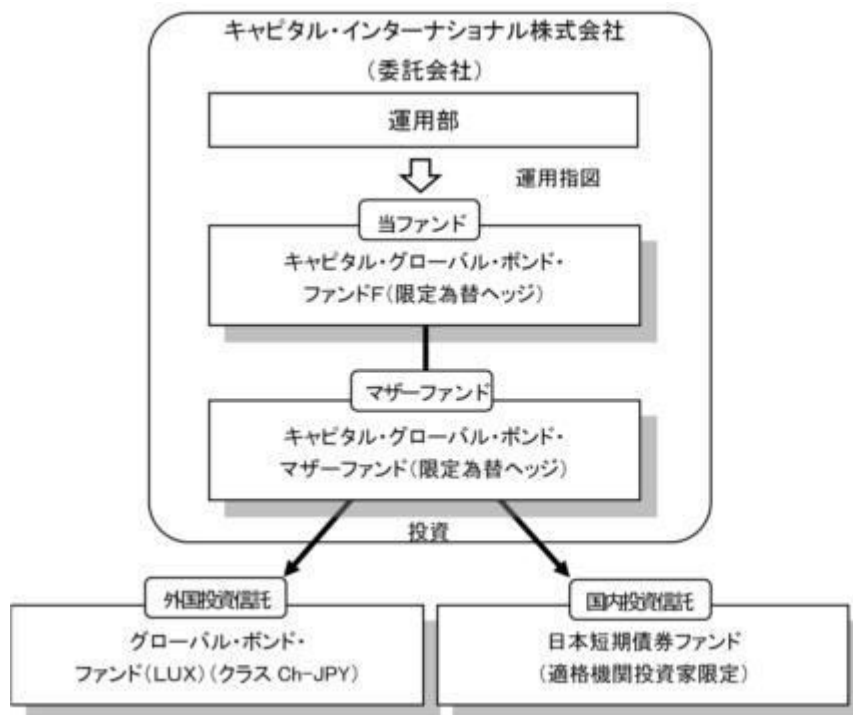 キャピタル・インターナショナル株式会社
(委託会社)
運用部
運用指図
当ファンド
キャピタル・グローバル・ボンド・
ファンドF(限定為替ヘッジ)
マザーファンド
キャピタル・グローバル・ボンド・
マザーファンド(限定為替ヘッジ)
投資
外国投資信託
グローバル・ボンド・
ファンド(LUX)(クラス Ch-JPY)
国内投資信託
日本短期債券ファンド
(適格機関投資家限定)